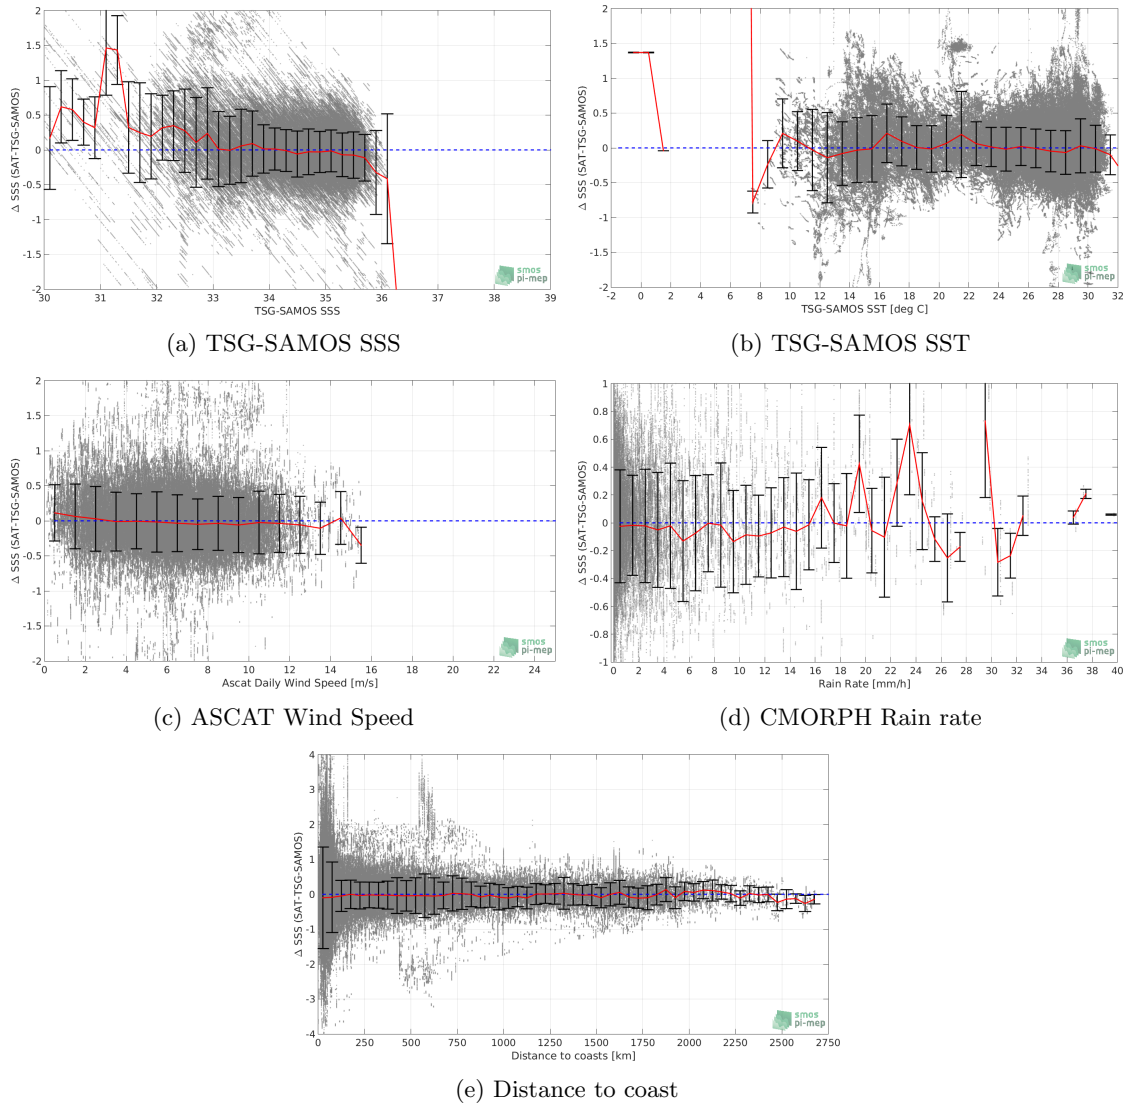 Δ SSS (SAT-TSG-SAMOS)
2
1.5
1
0.5
0
-0.5
-1
-1.5
-2
30 31 32 33 34 35 36 37 38 39
TSG-SAMOS SSS
smos
pi-mep
(a) TSG-SAMOS SSS
Δ SSS (SAT-TSG-SAMOS)
2
1.5
1
0.5
0
-0.5
-1
-1.5
-2
-2 0 2 4 6 8 10 12 14 16 18 20 22 24 26 28 30 32
TSG-SAMOS SST [deg C]
smos
pi-mep
(b) TSG-SAMOS SST
Δ SSS (SAT-TSG-SAMOS)
2
1.5
1
0.5
0
-0.5
-1
-1.5
-2
0 2 4 6 8 10 12 14 16 18 20 22 24
Ascat Daily Wind Speed [m/s]
smos
pi-mep
(c) ASCAT Wind Speed
Δ SSS (SAT-TSG-SAMOS)
1
0.8
0.6
0.4
0.2
0
-0.2
-0.4
-0.6
-0.8
-1
0 2 4 6 8 10 12 14 16 18 20 22 24 26 28 30 32 34 36 38 40
Rain Rate [mm/h]
smos
pi-mep
(d) CMORPH Rain rate
Δ SSS (SAT-TSG-SAMOS)
4
3
2
1
0
-1
-2
-3
-4
0 250 500 750 1000 1250 1500 1750 2000 2250 2500 2750
Distance to coasts [km]
smos
pi-mep
(e) Distance to coast